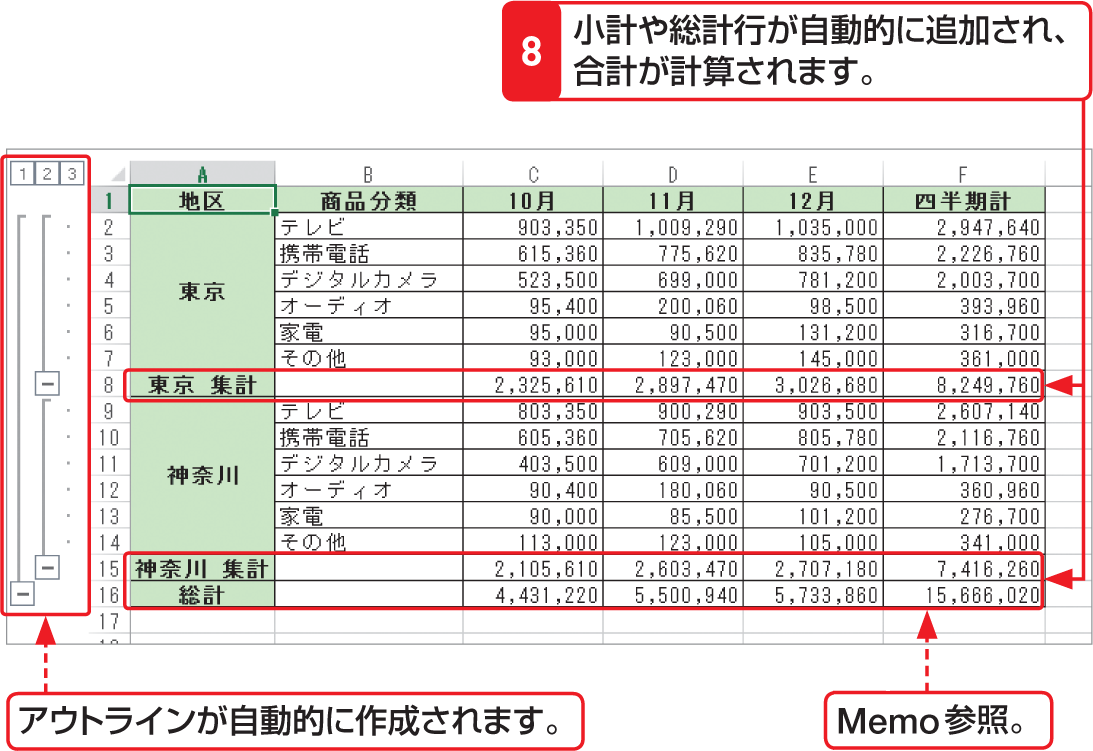 8
小計や総計行が自動的に追加され、
合計が計算されます。
1 2 3
A B C D E F
1 地区 商品分類 10月 11月 12月 四半期計
2 テレビ 903,350 1,009,290 1,035,000 2,947,640
3 携帯電話 615,360 775,620 835,780 2,226,760
4 デジタルカメラ 523,500 699,000 781,200 2,003,700
東京
5 オーディオ 95,400 200,060 98,500 393,960
6 家電 95,000 90,500 131,200 316,700
7 その他 93,000 123,000 145,000 361,000
8 東京 集計 2,325,610 2,897,470 3,026,680 8,249,760
9 テレビ 803,350 900,290 903,500 2,607,140
10 携帯電話 605,360 705,620 805,780 2,116,760
11 デジタルカメラ 403,500 609,000 701,200 1,713,700
神奈川
12 オーディオ 90,400 180,060 90,500 360,960
13 家電 90,000 85,500 101,200 276,700
14 その他 113,000 123,000 105,000 341,000
15 神奈川 集計 2,105,610 2,603,470 2,707,180 7,416,260
16 総計 4,431,220 5,500,940 5,733,860 15,666,020
17
アウトラインが自動的に作成されます。
Memo参照。